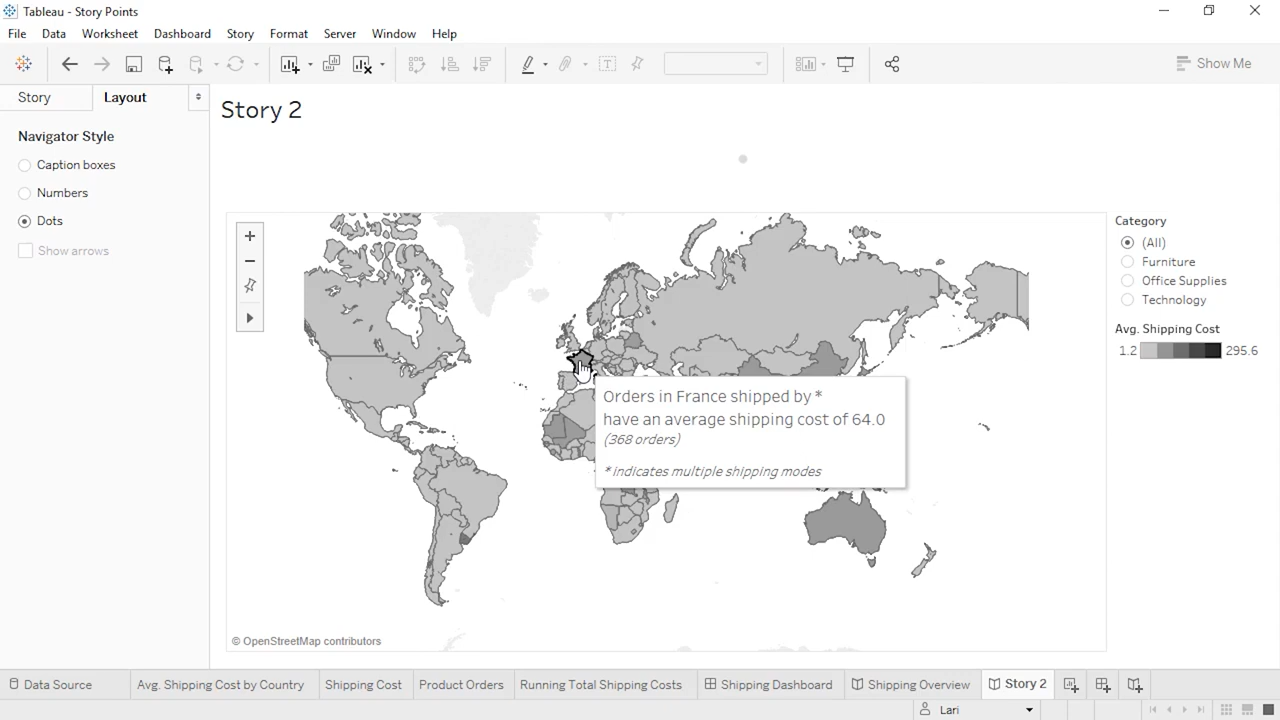 Tableau - Story Points
File Data Worksheet Dashboard Story Format Server Window Help
Show Me
Story Layout
Navigator Style
Caption boxes
Numbers
Dots
Show arrows
Story 2
Category
(All)
Furniture
Office Supplies
Technology
Avg. Shipping Cost
1.2 295.6
Orders in France shipped by *
have an average shipping cost of 64.0
(368 orders)
* indicates multiple shipping modes
© OpenStreetMap contributors
Data Source Avg. Shipping Cost by Country Shipping Cost Product Orders Running Total Shipping Costs Shipping Dashboard Shipping Overview Story 2
Lari